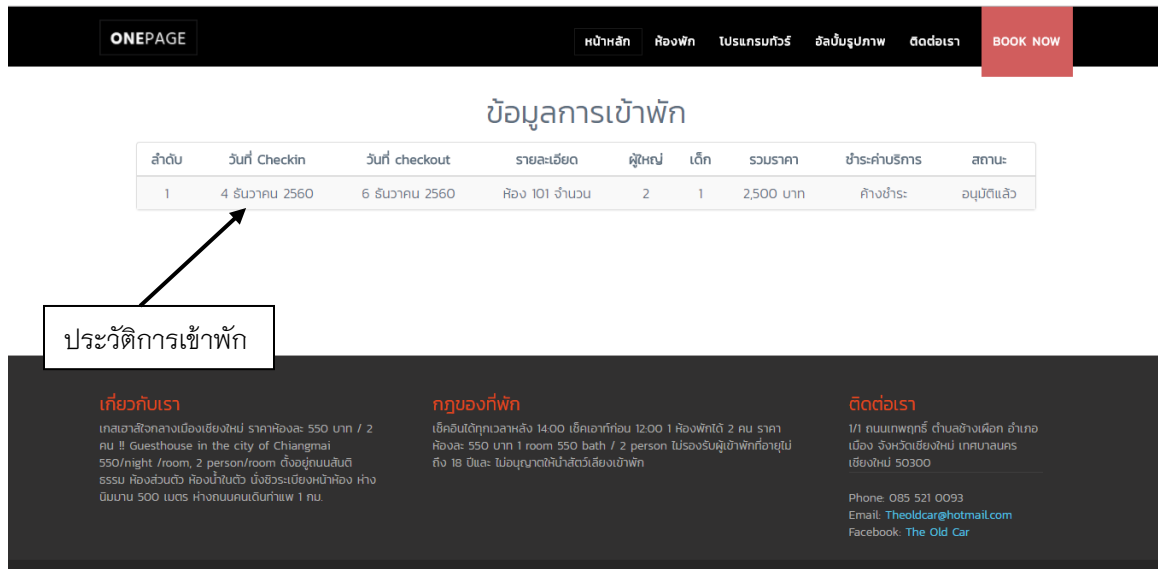 ONEPAGE
หน้าหลัก ห้องพัก โปรแกรมทัวร์ อัลบั้มรูปภาพ ติดต่อเรา BOOK NOW
ข้อมูลการเข้าพัก
ลำดับ วันที่ Checkin วันที่ checkout รายละเอียด ผู้ใหญ่ เด็ก รวมราคา ชำระค่าบริการ สถานะ
1 4 ธันวาคม 2560 6 ธันวาคม 2560 ห้อง 101 จำนวน 2 1 2,500 บาท ค้างชำระ อนุมัติแล้ว
ประวัติการเข้าพัก
เกี่ยวกับเรา
เกสเฮาส์ใจกลางเมืองเชียงใหม่ ราคาห้องละ 550 บาท / 2
คน !! Guesthouse in the city of Chiangmai
550/night /room, 2 person/room ตั้งอยู่ถนนสันติ
ธรรม ห้องส่วนตัว ห้องน้ำในตัว นั่งชิวระเบียงหน้าห้อง ห่าง
นิมมาน 500 เมตร ห่างถนนคนเดินท่าแพ 1 กม.
กฎของที่พัก
เช็คอินได้ทุกเวลาหลัง 14:00 เช็คเอาท์ก่อน 12:00 1 ห้องพักได้ 2 คน ราคา
ห้องละ 550 บาท 1 room 550 bath / 2 person ไม่รองรับผู้เข้าพักที่อายุไม่
ถึง 18 ปีและ ไม่อนุญาตให้นำสัตว์เลี้ยงเข้าพัก
ติดต่อเรา
1/1 ถนนเทพฤทธิ์ ตำบลช้างเผือก อำเภอ
เมือง จังหวัดเชียงใหม่ เทศบาลนคร
เชียงใหม่ 50300
Phone: 085 521 0093
Email: Theoldcar@hotmail.com
Facebook: The Old Car